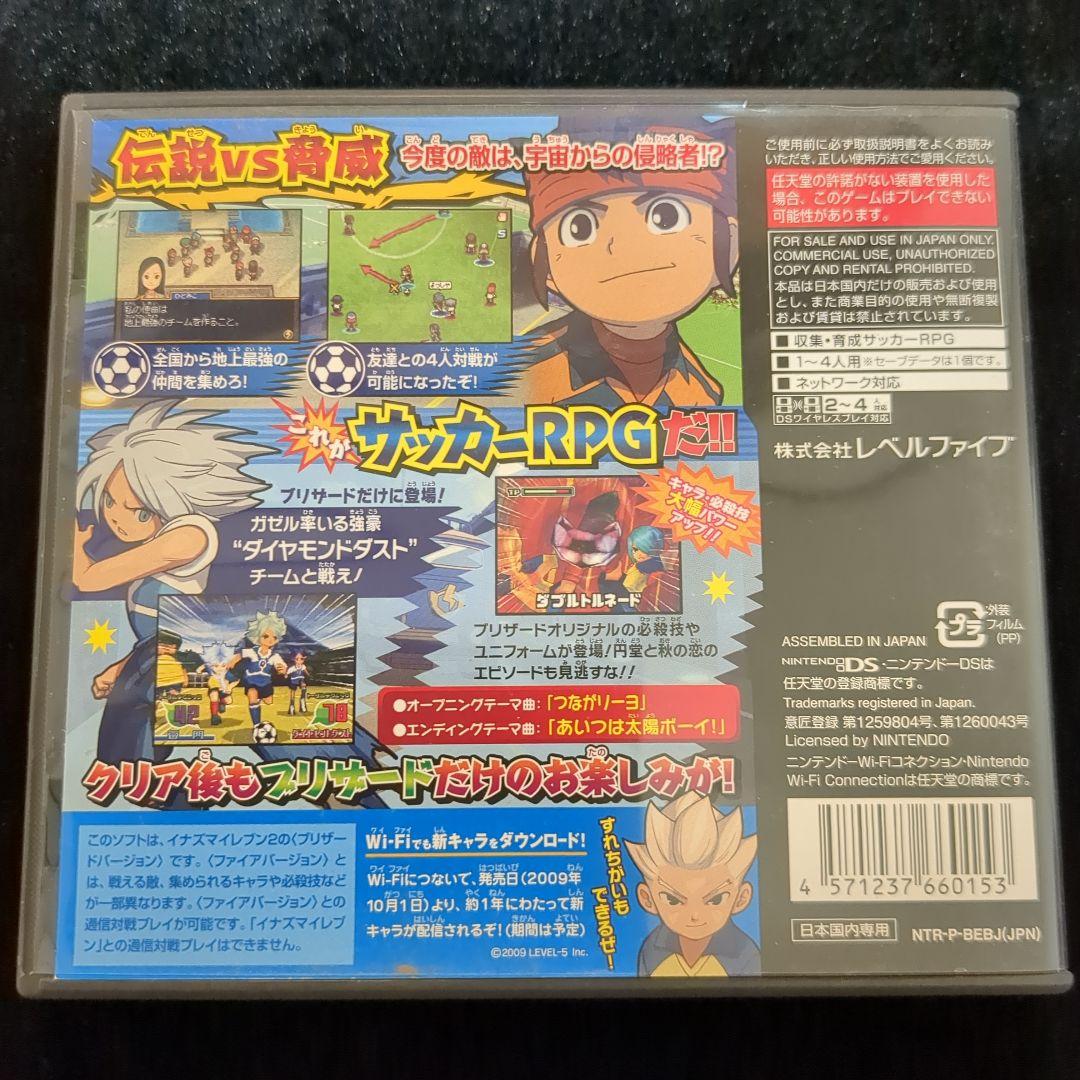 伝説vs脅威
でんせつ きょうい
今度の敵は、宇宙からの侵略者!?
こんど てき うちゅう しんりゃくしゃ
ひとみこ
私の使命は
地上最強のチームを作ること。
5
全国から地上最強の
仲間を集めろ!
友達との4人対戦が
可能になったぞ!
これがサッカーRPGだ!!
ブリザードだけに登場!
ガゼル率いる強豪
“ダイヤモンドダスト”
チームと戦え!
TP
ダブルトルネード
キャラ・必殺技
大幅パワー
アップ!!
ブリザードオリジナルの必殺技や
ユニフォームが登場!円堂と秋の恋の
エピソードも見逃すな!!
●オープニングテーマ曲:「つながリーヨ」
●エンディングテーマ曲:「あいつは太陽ボーイ!」
クリア後もブリザードだけのお楽しみが!
このソフトは、イナズマイレブン2の〈ブリザー
ドバージョン〉です。〈ファイアバージョン〉と
は、戦える敵、集められるキャラや必殺技など
が一部異なります。〈ファイアバージョン〉との
通信対戦プレイが可能です。「イナズマイレブ
ン」との通信対戦プレイはできません。
Wi-Fiでも新キャラをダウンロード!
Wi-Fiにつないで、発売日(2009年
10月1日)より、約1年にわたって新
キャラが配信されるぞ!(期間は予定)
©2009 LEVEL-5 Inc.
すれちがいも
できるぜ!
ご使用前に必ず取扱説明書をよくお読み
いただき、正しい使用方法でご愛用ください。
任天堂の許諾がない装置を使用した
場合、このゲームはプレイできない
可能性があります。
FOR SALE AND USE IN JAPAN ONLY.
COMMERCIAL USE, UNAUTHORIZED
COPY AND RENTAL PROHIBITED.
本品は日本国内だけの販売および使用
とし、また商業目的の使用や無断複製
および賃貸は禁止されています。
■ 収集・育成サッカーRPG
■ 1~4人用※セーブデータは1個です。
■ ネットワーク対応
2~4人対応
DSワイヤレスプレイ対応
株式会社レベルファイブ
プラ
外装
フィルム
(PP)
ASSEMBLED IN JAPAN
NINTENDO DS・ニンテンドーDSは
任天堂の登録商標です。
Trademarks registered in Japan.
意匠登録 第1259804号、第1260043号
Licensed by NINTENDO
ニンテンドーWi-Fiコネクション・Nintendo
Wi-Fi Connectionは任天堂の商標です。
4 571237 660153
日本国内専用
NTR-P-BEBJ(JPN)